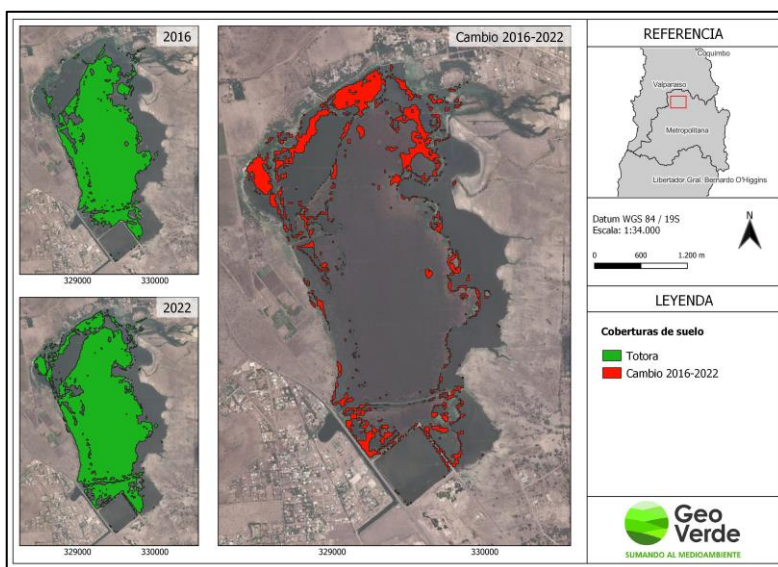 2016
329000
330000
2022
329000
330000
Cambio 2016-2022
329000
330000
REFERENCIA
Coquimbo
Valparaíso
Metropolitana
Libertador Gral. Bernardo O'Higgins
Datum WGS 84 / 19S
Escala: 1:34.000
N
0 600 1.200 m
LEYENDA
Coberturas de suelo
Totora
Cambio 2016-2022
Geo
Verde
SUMANDO AL MEDIOAMBIENTE